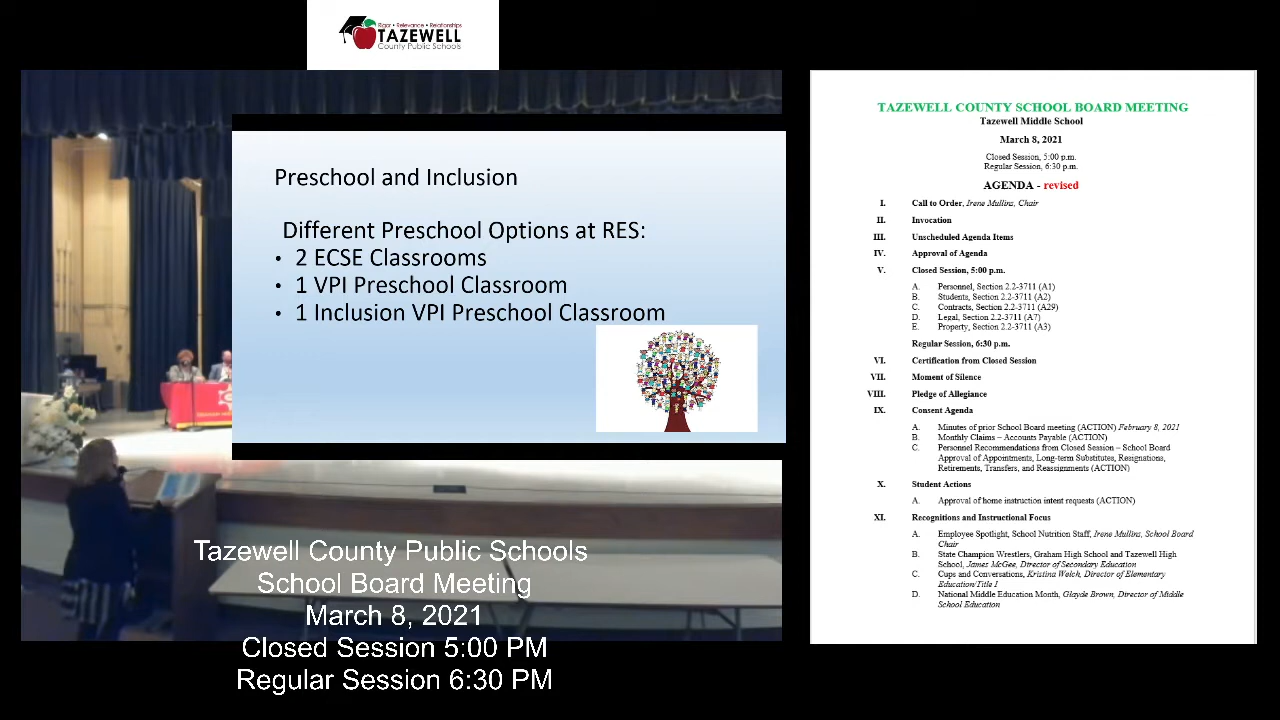 Rigor • Relevance • Relationships
TAZEWELL
County Public Schools
Preschool and Inclusion
Different Preschool Options at RES:
• 2 ECSE Classrooms
• 1 VPI Preschool Classroom
• 1 Inclusion VPI Preschool Classroom
Tazewell County Public Schools
School Board Meeting
March 8, 2021
Closed Session 5:00 PM
Regular Session 6:30 PM
TAZEWELL COUNTY SCHOOL BOARD MEETING
Tazewell Middle School
March 8, 2021
Closed Session, 5:00 p.m.
Regular Session, 6:30 p.m.
AGENDA - revised
I. Call to Order, Irene Mullins, Chair
II. Invocation
III. Unscheduled Agenda Items
IV. Approval of Agenda
V. Closed Session, 5:00 p.m.
A. Personnel, Section 2.2-3711 (A1)
B. Students, Section 2.2-3711 (A2)
C. Contracts, Section 2.2-3711 (A29)
D. Legal, Section 2.2-3711 (A7)
E. Property, Section 2.2-3711 (A3)
Regular Session, 6:30 p.m.
VI. Certification from Closed Session
VII. Moment of Silence
VIII. Pledge of Allegiance
IX. Consent Agenda
A. Minutes of prior School Board meeting (ACTION) February 8, 2021
B. Monthly Claims – Accounts Payable (ACTION)
C. Personnel Recommendations from Closed Session – School Board
Approval of Appointments, Long-term Substitutes, Resignations,
Retirements, Transfers, and Reassignments (ACTION)
X. Student Actions
A. Approval of home instruction intent requests (ACTION)
XI. Recognitions and Instructional Focus
A. Employee Spotlight, School Nutrition Staff, Irene Mullins, School Board
Chair
B. State Champion Wrestlers, Graham High School and Tazewell High
School, James McGee, Director of Secondary Education
C. Cups and Conversations, Kristina Welch, Director of Elementary
Education/Title I
D. National Middle Education Month, Glayde Brown, Director of Middle
School Education